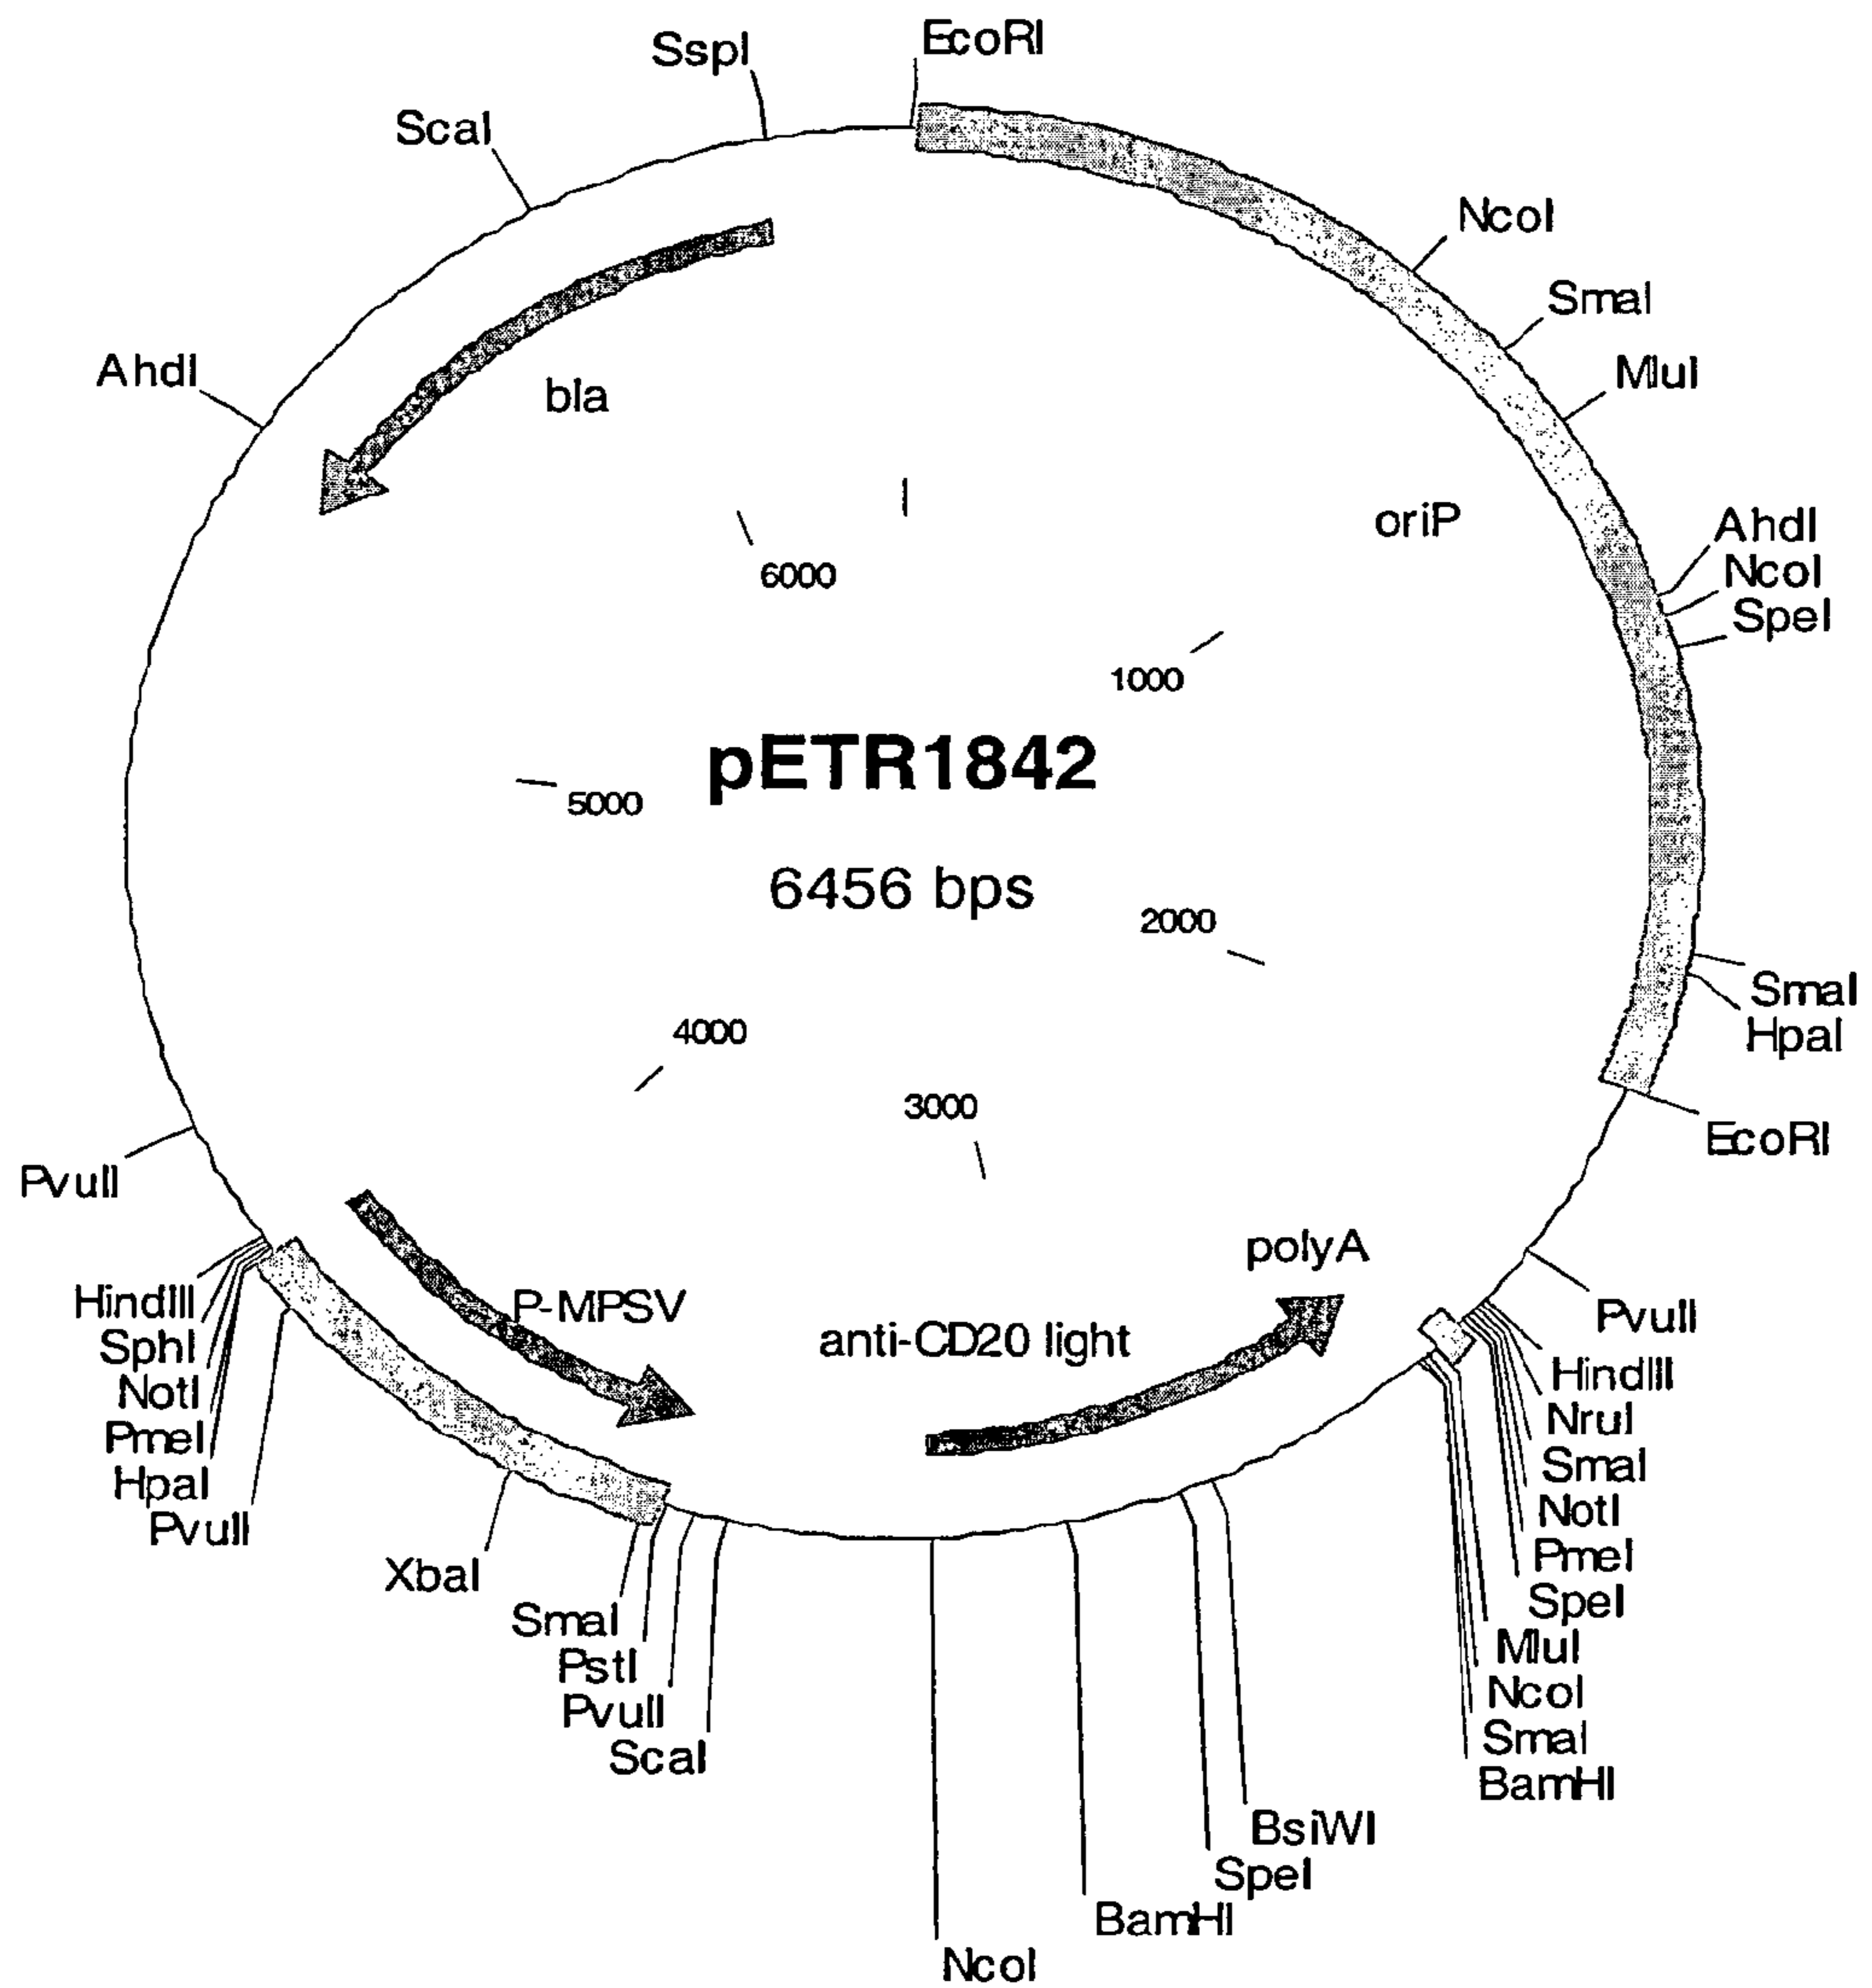 EcoRI
SspI
ScaI
NcoI
SmaI
AhdI
MluI
bla
oriP
AhdI
NcoI
SpeI
6000
1000
pETR1842
5000
6456 bps
2000
SmaI
HpaI
4000
3000
EcoRI
PvuII
polyA
P-MPSV
anti-CD20 light
PvuII
HindIII
SphI
NotI
PmeI
HpaI
PvuII
HindIII
NruI
SmaI
NotI
PmeI
SpeI
MluI
NcoI
SmaI
BamHI
XbaI
SmaI
PstI
PvuII
ScaI
BsiWI
SpeI
BamHI
NcoI